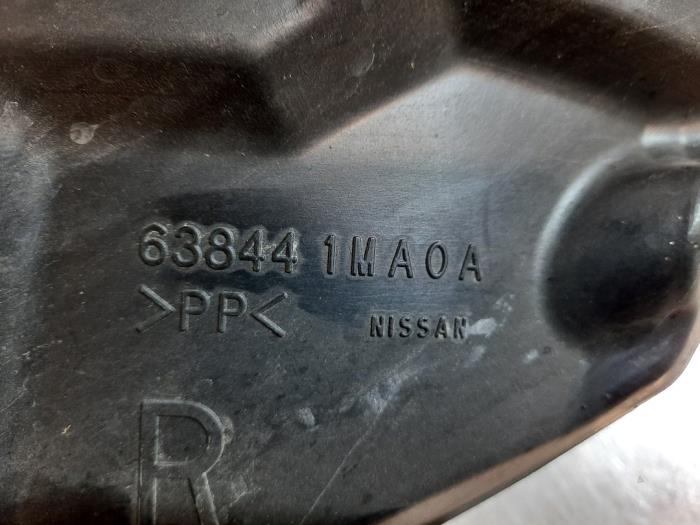 63844 1MA0A
>PP< NISSAN
R